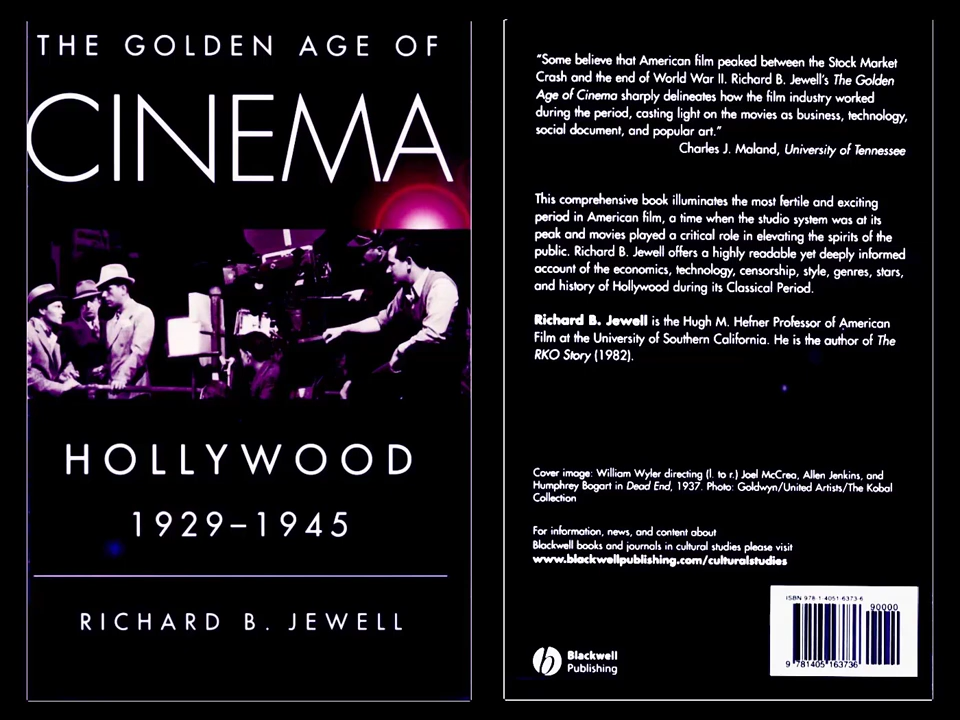 THE GOLDEN AGE OF
CINEMA
HOLLYWOOD
1929–1945
RICHARD B. JEWELL
“Some believe that American film peaked between the Stock Market
Crash and the end of World War II. Richard B. Jewell’s The Golden
Age of Cinema sharply delineates how the film industry worked
during the period, casting light on the movies as business, technology,
social document, and popular art.”
Charles J. Maland, University of Tennessee
This comprehensive book illuminates the most fertile and exciting
period in American film, a time when the studio system was at its
peak and movies played a critical role in elevating the spirits of the
public. Richard B. Jewell offers a highly readable yet deeply informed
account of the economics, technology, censorship, style, genres, stars,
and history of Hollywood during its Classical Period.
Richard B. Jewell is the Hugh M. Hefner Professor of American
Film at the University of Southern California. He is the author of The
RKO Story (1982).
Cover image: William Wyler directing (l. to r.) Joel McCrea, Allen Jenkins, and
Humphrey Bogart in Dead End, 1937. Photo: Goldwyn/United Artists/The Kobal
Collection
For information, news, and content about
Blackwell books and journals in cultural studies please visit
www.blackwellpublishing.com/culturalstudies
b Blackwell
Publishing
ISBN 978-1-4051-6373-6
90000
9 781405 163736